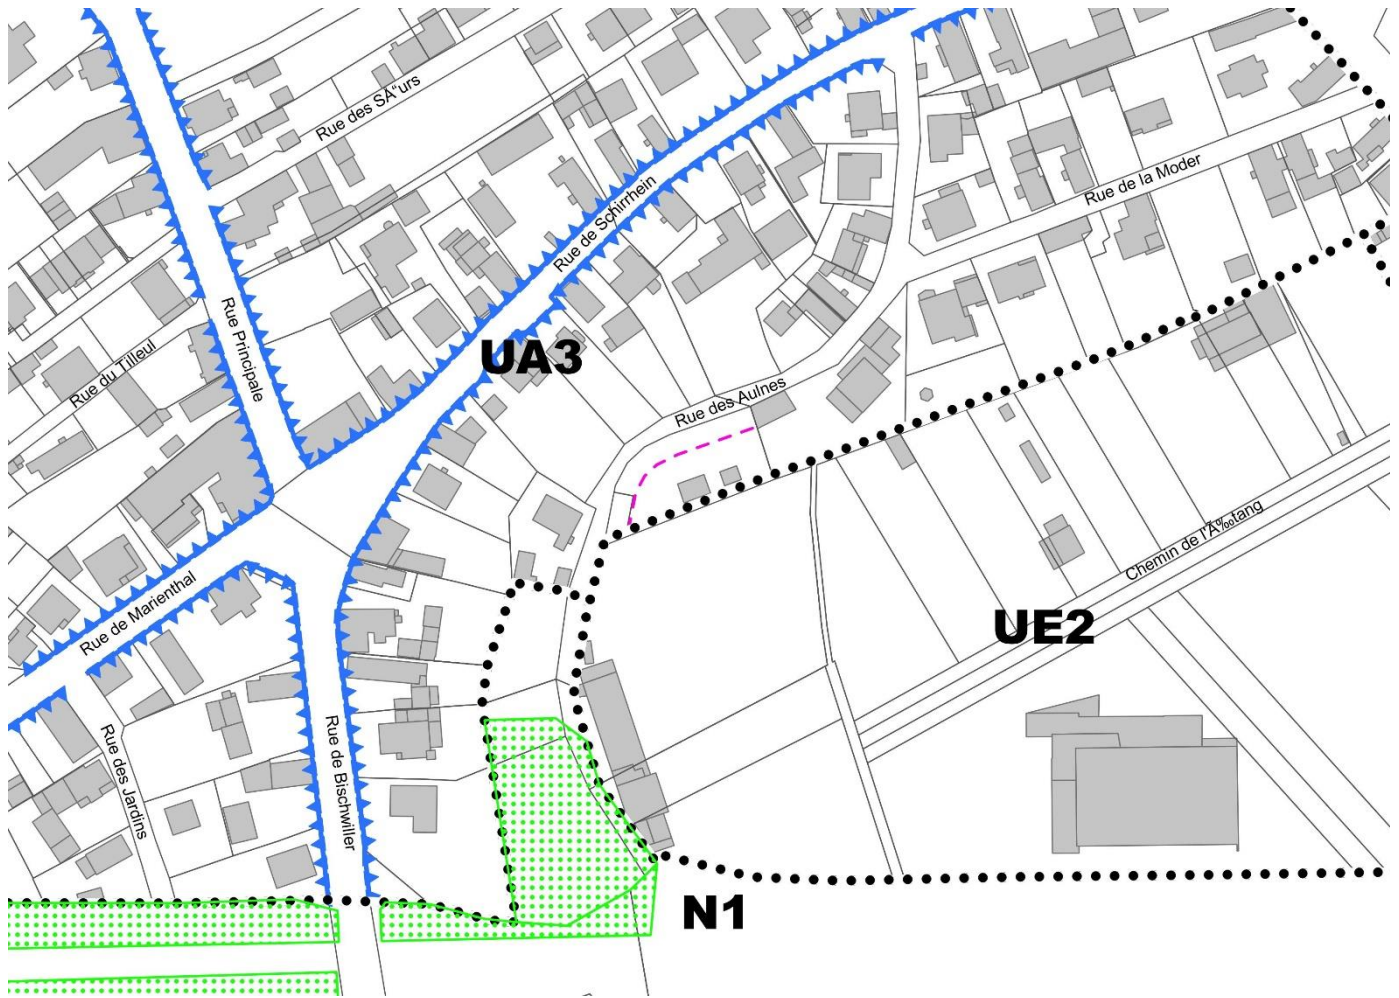 Rue des SÅ“urs
Rue de Schirrhein
Rue de la Moder
Rue Principale
UA3
Rue du Tilleul
Rue des Aulnes
Chemin de l'Ã‰tang
Rue de Marienthal
UE2
Rue des Jardins
Rue de Bischwiller
N1